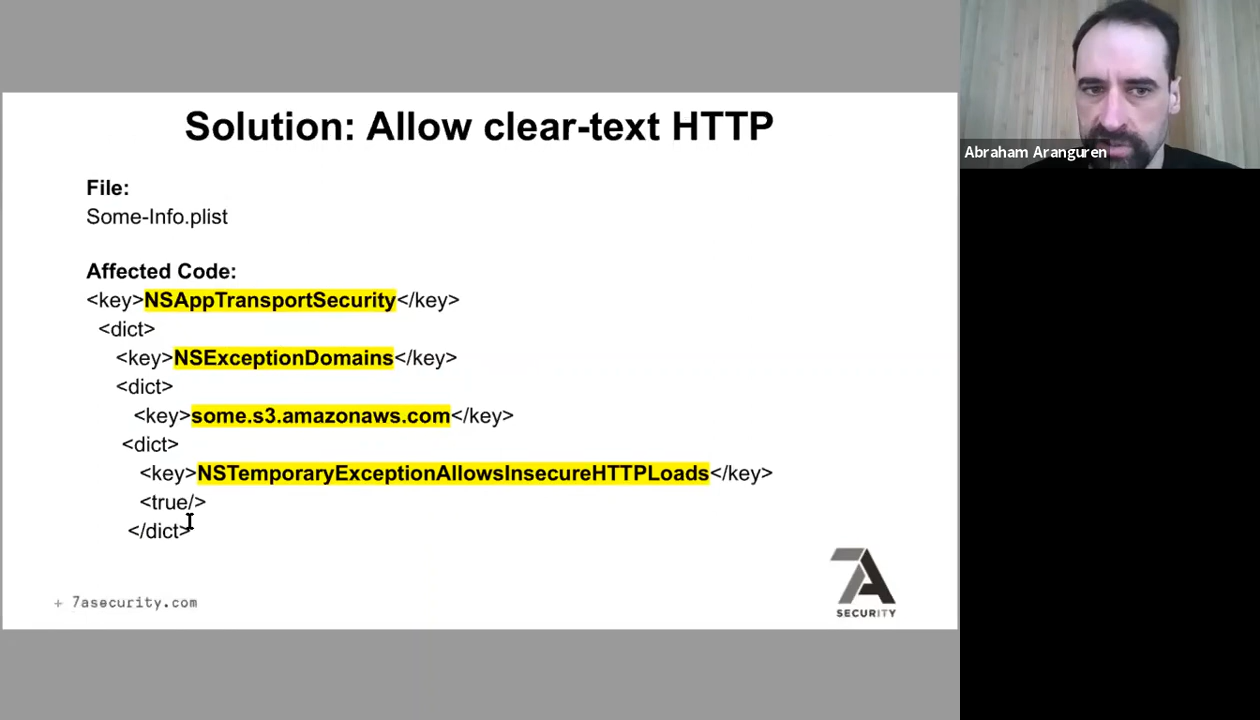 Solution: Allow clear-text HTTP
Abraham Aranguren
File:
Some-Info.plist
Affected Code:
<key>NSAppTransportSecurity</key>
<dict>
<key>NSExceptionDomains</key>
<dict>
<key>some.s3.amazonaws.com</key>
<dict>
<key>NSTemporaryExceptionAllowsInsecureHTTPLoads</key>
<true/>
</dict>
+ 7asecurity.com
7A
SECURITY